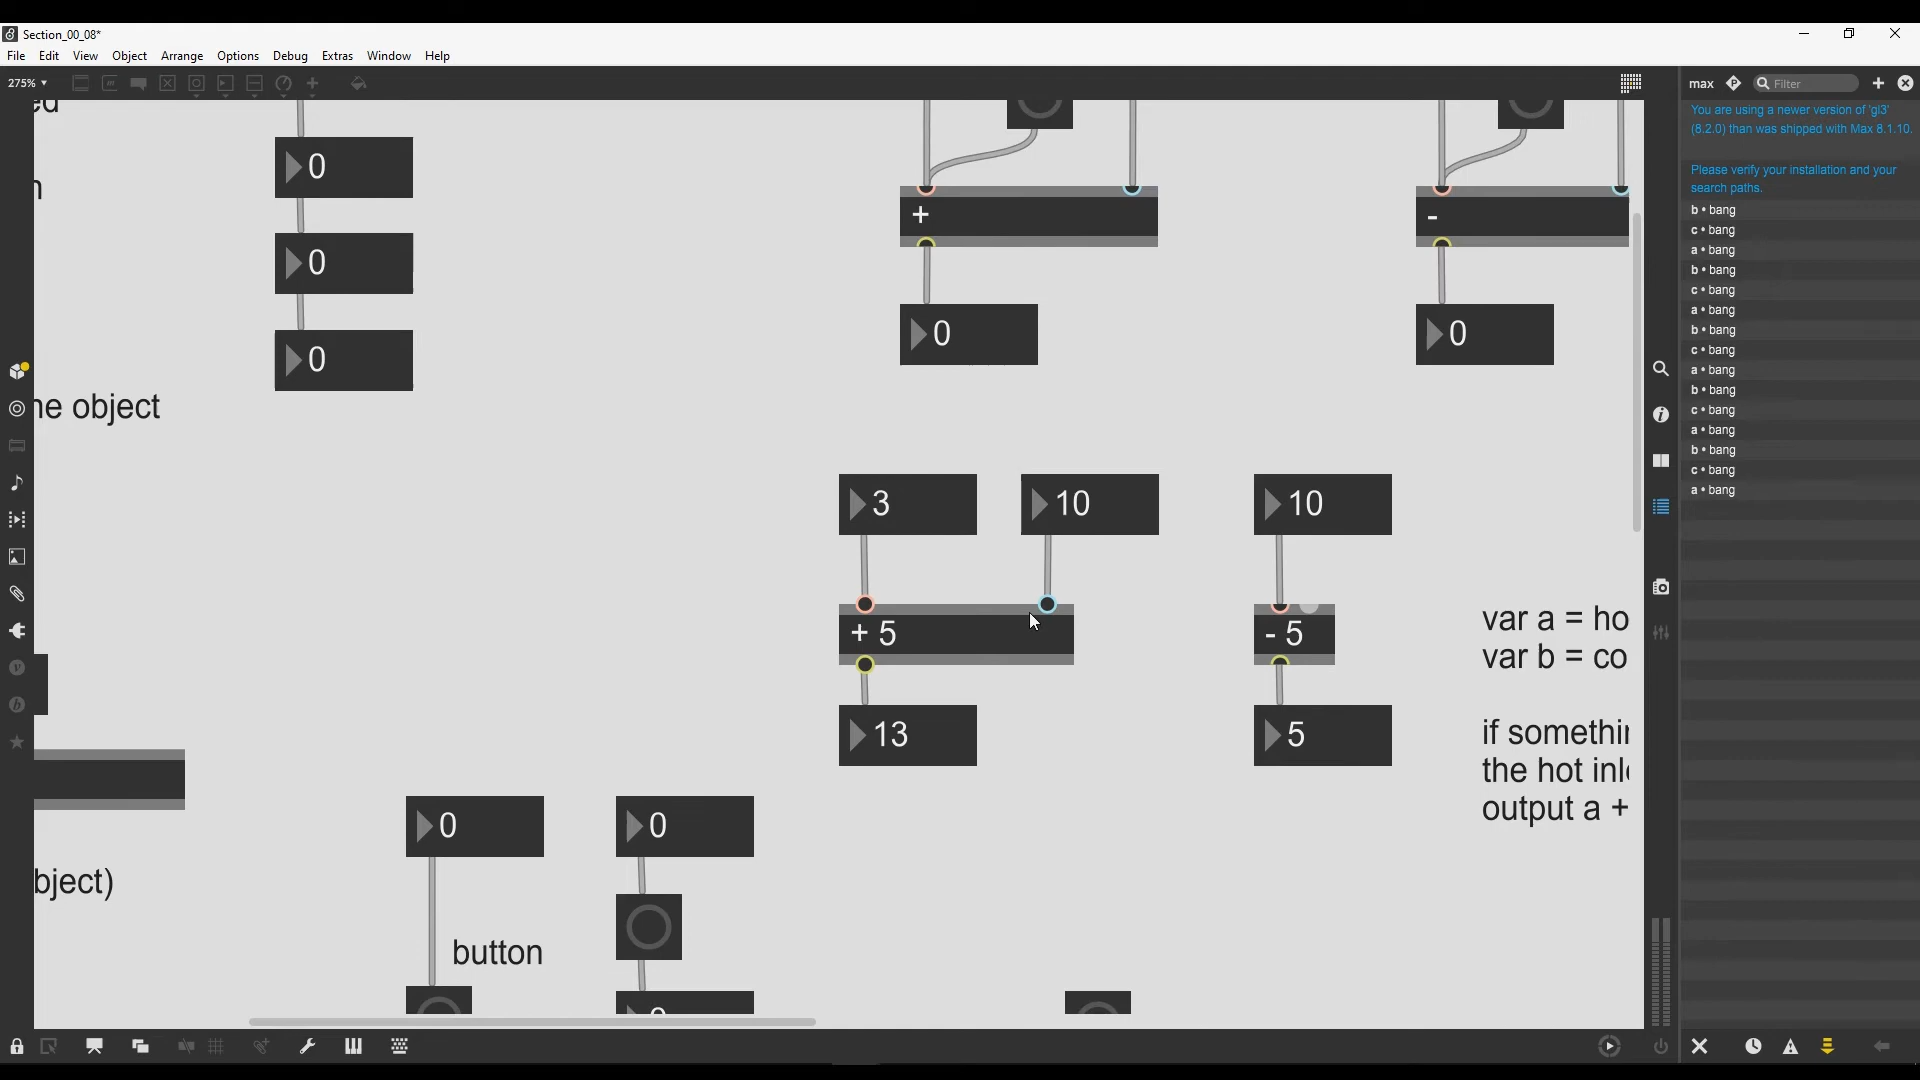 Section_00_08*
File Edit View Object Arrange Options Debug Extras Window Help
275%
max
Filter
You are using a newer version of 'gl3'
(8.2.0) than was shipped with Max 8.1.10.
Please verify your installation and your
search paths.
b • bang
c • bang
a • bang
b • bang
c • bang
a • bang
b • bang
c • bang
a • bang
b • bang
c • bang
a • bang
b • bang
c • bang
a • bang
ed
0
0
0
+
0
-
0
he object
3
10
10
+ 5
- 5
13
5
var a = ho
var b = co
if somethin
the hot inle
output a +
0
0
bject)
button